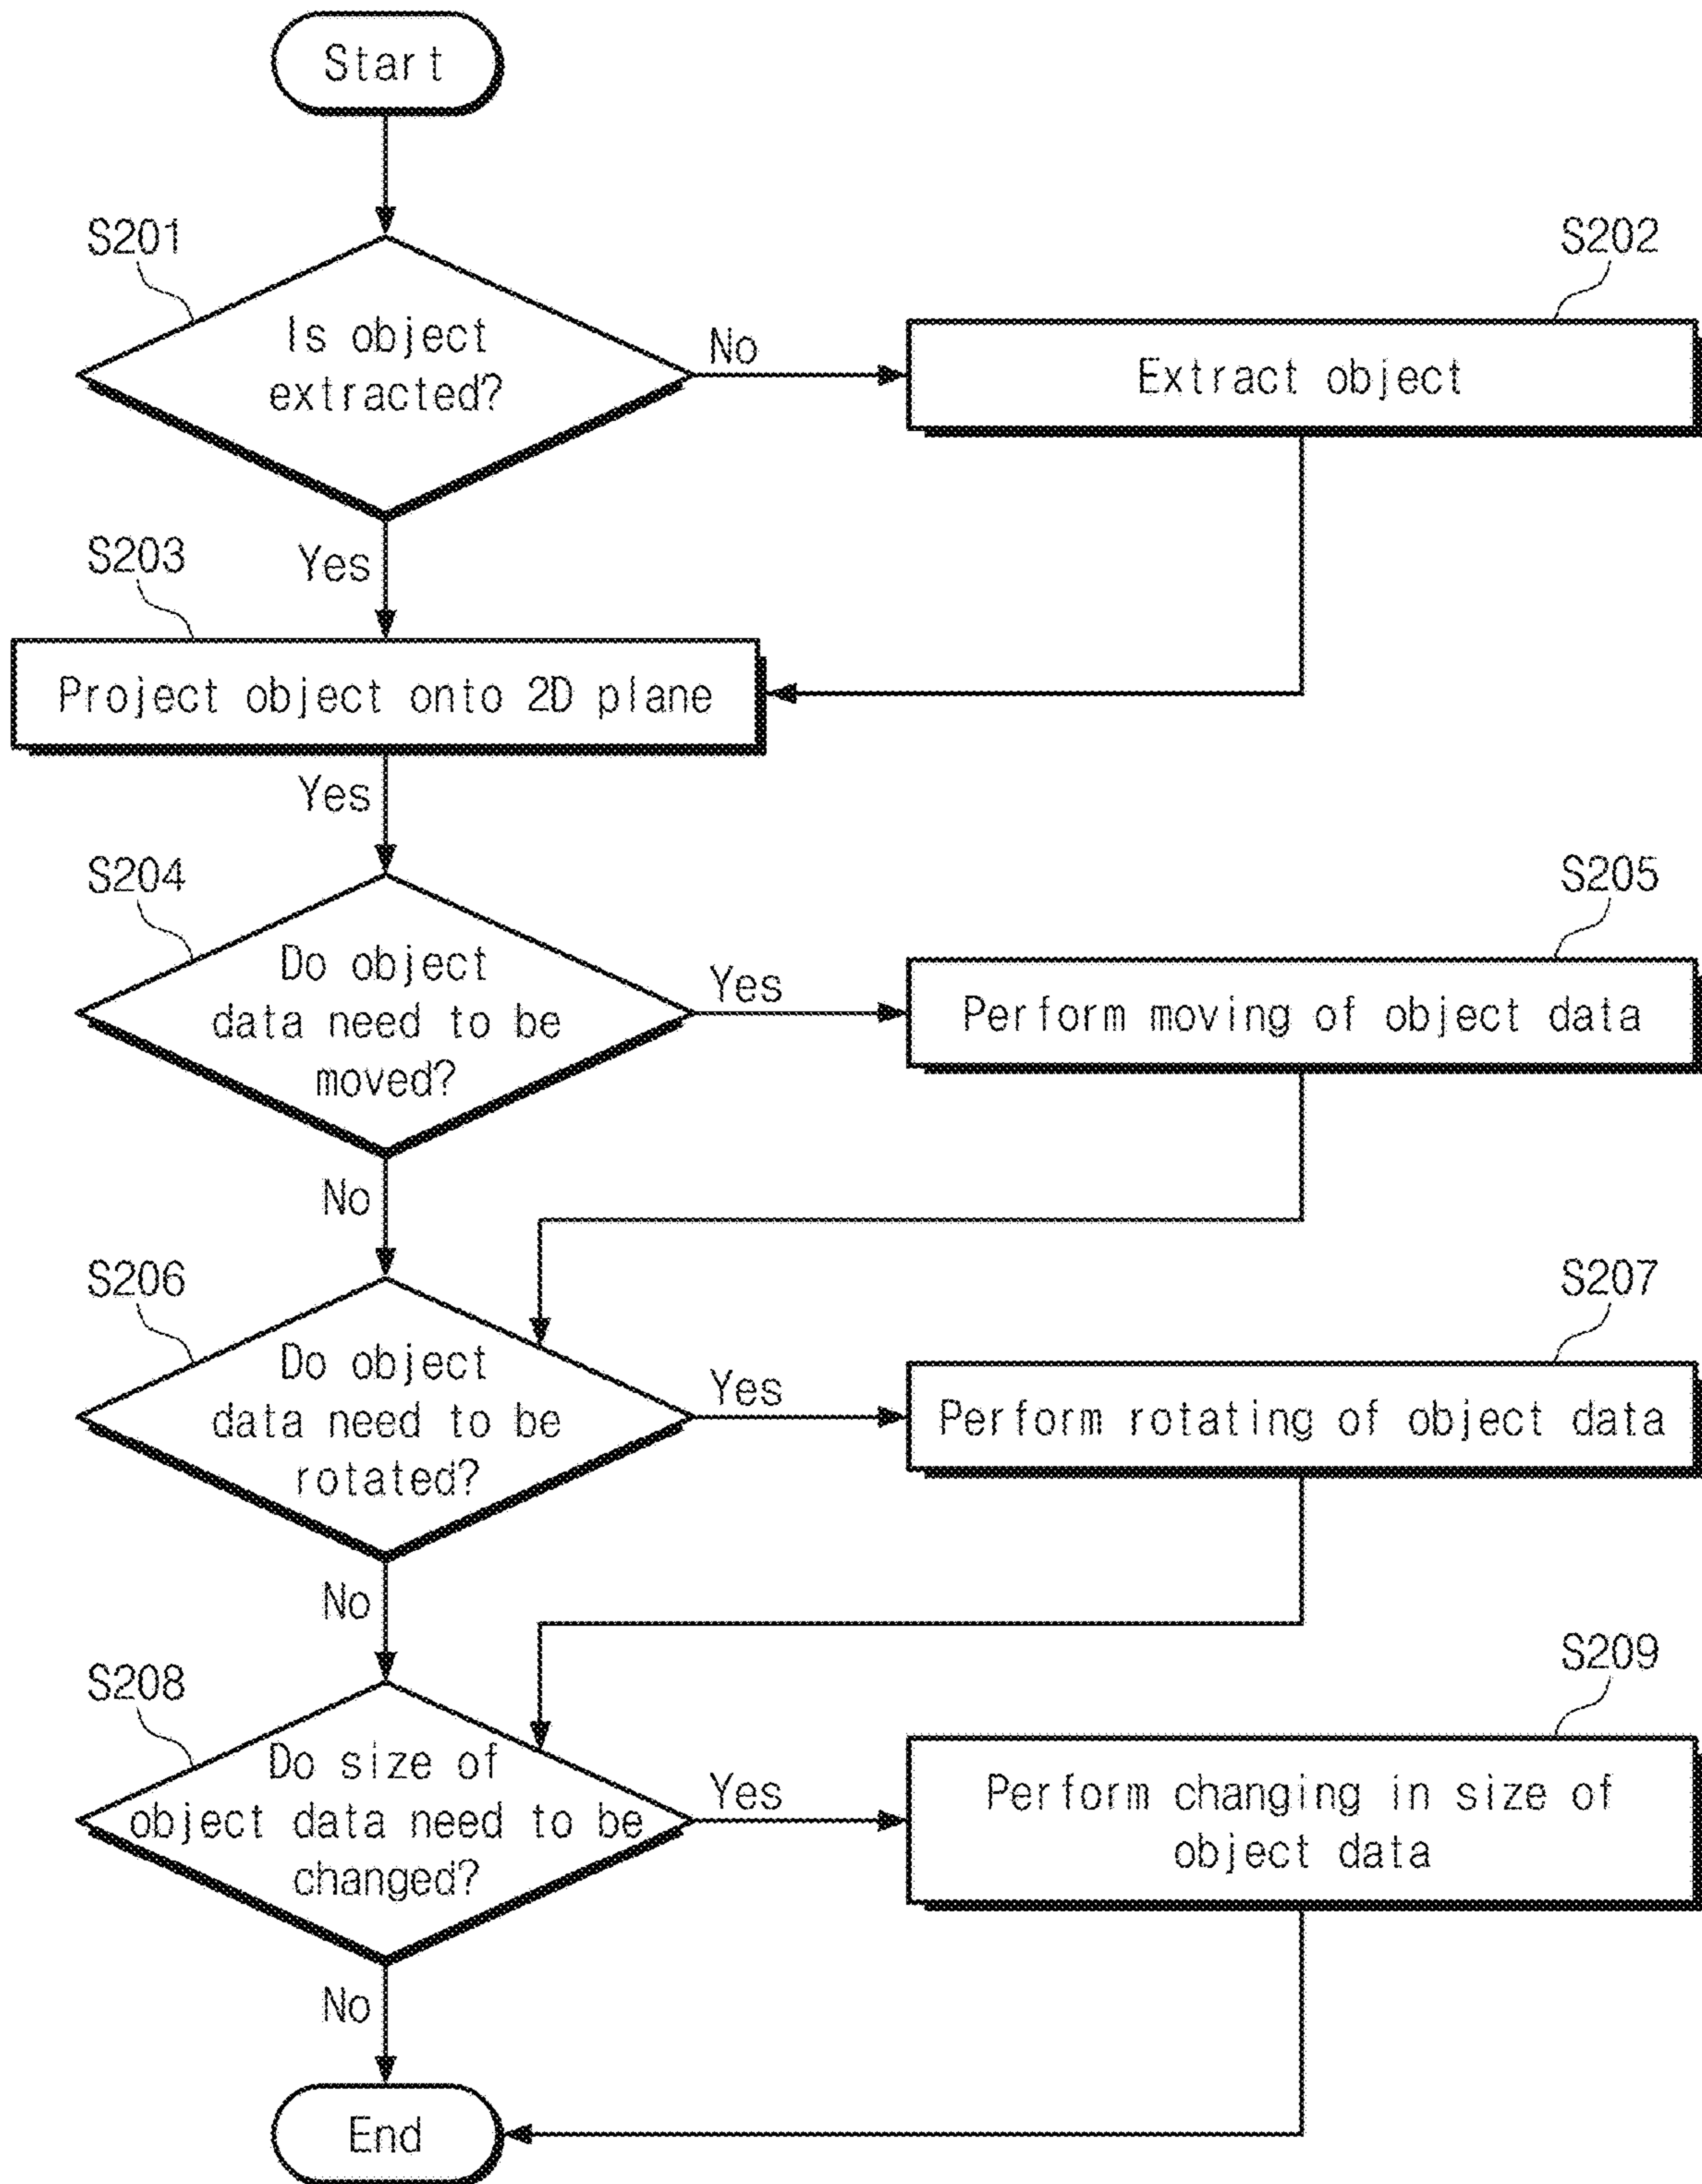 Start
S201
S202
Is object
extracted?
No
Extract object
Yes
S203
Project object onto 2D plane
Yes
S204
S205
Do object
data need to be
moved?
Yes
Perform moving of object data
No
S206
S207
Do object
data need to be
rotated?
Yes
Perform rotating of object data
No
S208
S209
Do size of
object data need to be
changed?
Yes
Perform changing in size of
object data
No
End